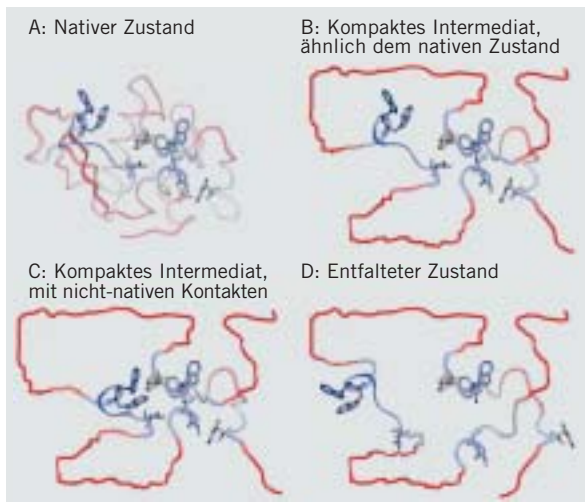 A: Nativer Zustand
B: Kompaktes Intermediat,
ähnlich dem nativen Zustand
C: Kompaktes Intermediat,
mit nicht-nativen Kontakten
D: Entfalteter Zustand